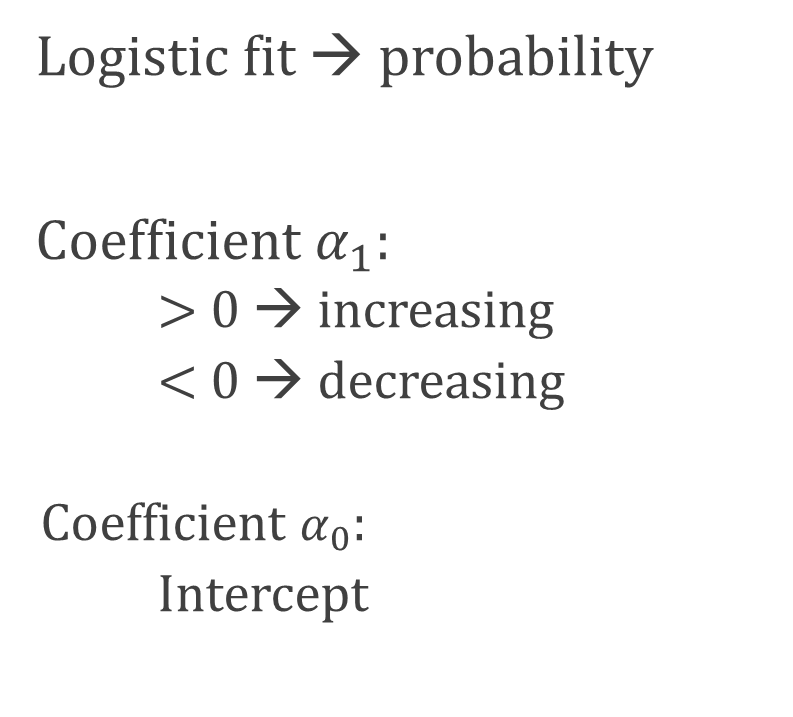 Logistic fit → probability
Coefficient α₁:
> 0 → increasing
< 0 → decreasing
Coefficient α₀:
Intercept